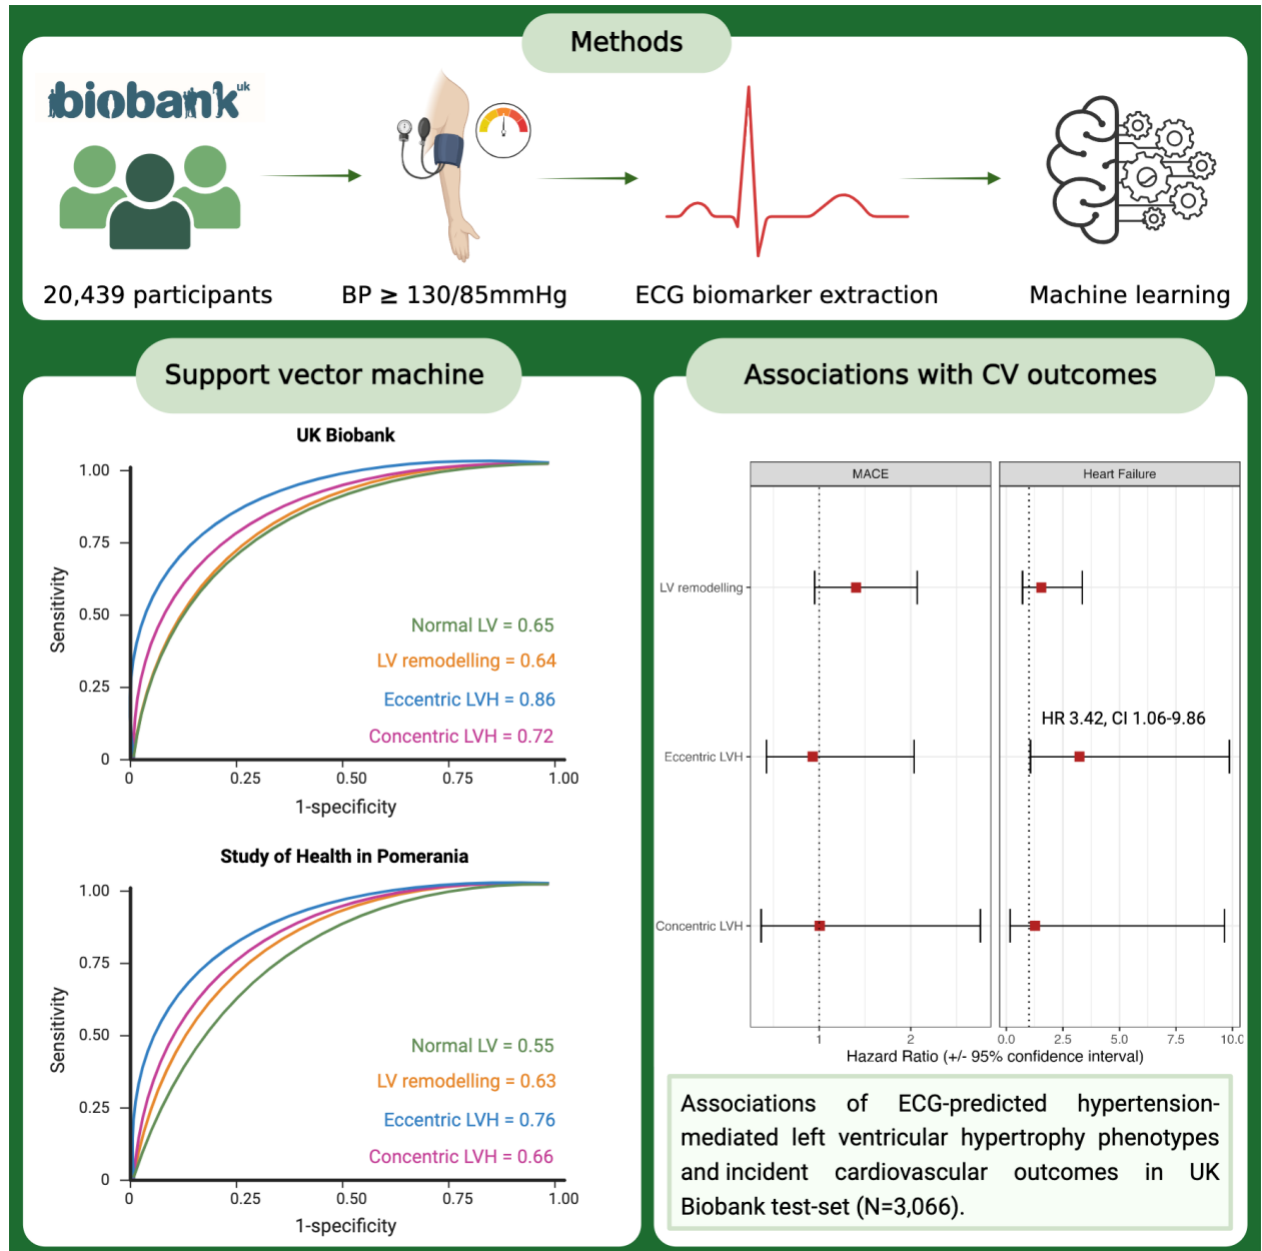 Methods
biobank uk
20,439 participants
BP ≥ 130/85mmHg
ECG biomarker extraction
Machine learning
Support vector machine
UK Biobank
1.00
0.75
0.50
0.25
0
Sensitivity
Normal LV = 0.65
LV remodelling = 0.64
Eccentric LVH = 0.86
Concentric LVH = 0.72
0 0.25 0.50 0.75 1.00
1-specificity
Study of Health in Pomerania
1.00
0.75
0.50
0.25
0
Sensitivity
Normal LV = 0.55
LV remodelling = 0.63
Eccentric LVH = 0.76
Concentric LVH = 0.66
0 0.25 0.50 0.75 1.00
1-specificity
Associations with CV outcomes
MACE Heart Failure
LV remodelling
HR 3.42, CI 1.06-9.86
Eccentric LVH
Concentric LVH
1 2 0.0 2.5 5.0 7.5 10.0
Hazard Ratio (+/- 95% confidence interval)
Associations of ECG-predicted hypertension-
mediated left ventricular hypertrophy phenotypes
and incident cardiovascular outcomes in UK
Biobank test-set (N=3,066).